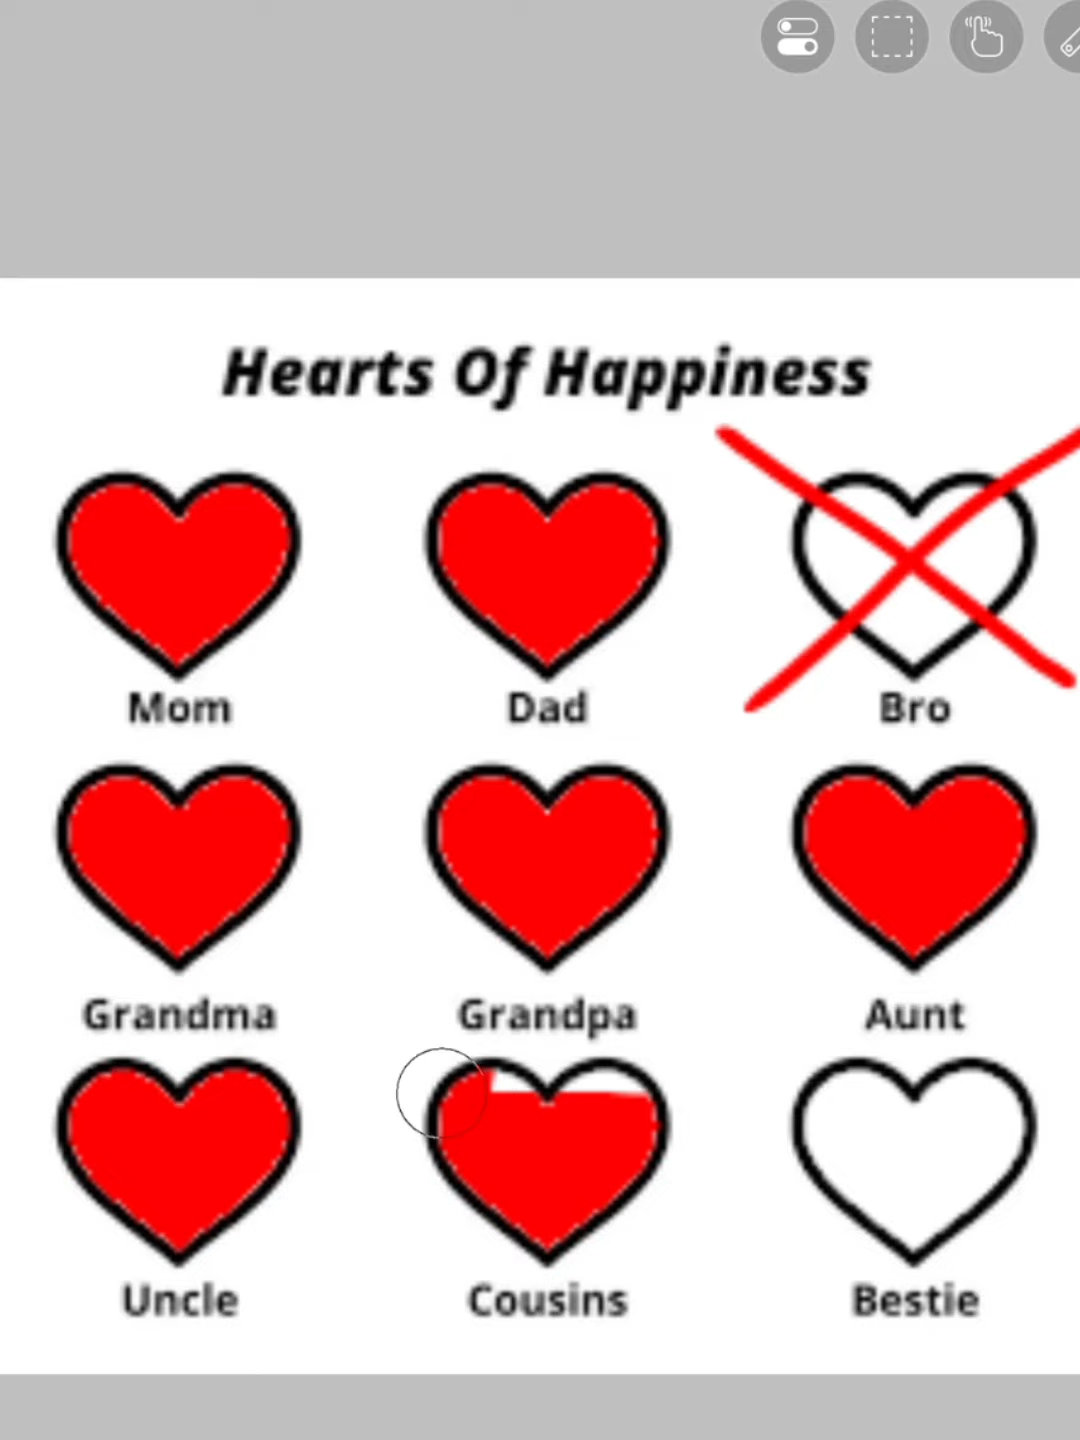 Hearts Of Happiness
Mom
Dad
Bro
Grandma
Grandpa
Aunt
Uncle
Cousins
Bestie